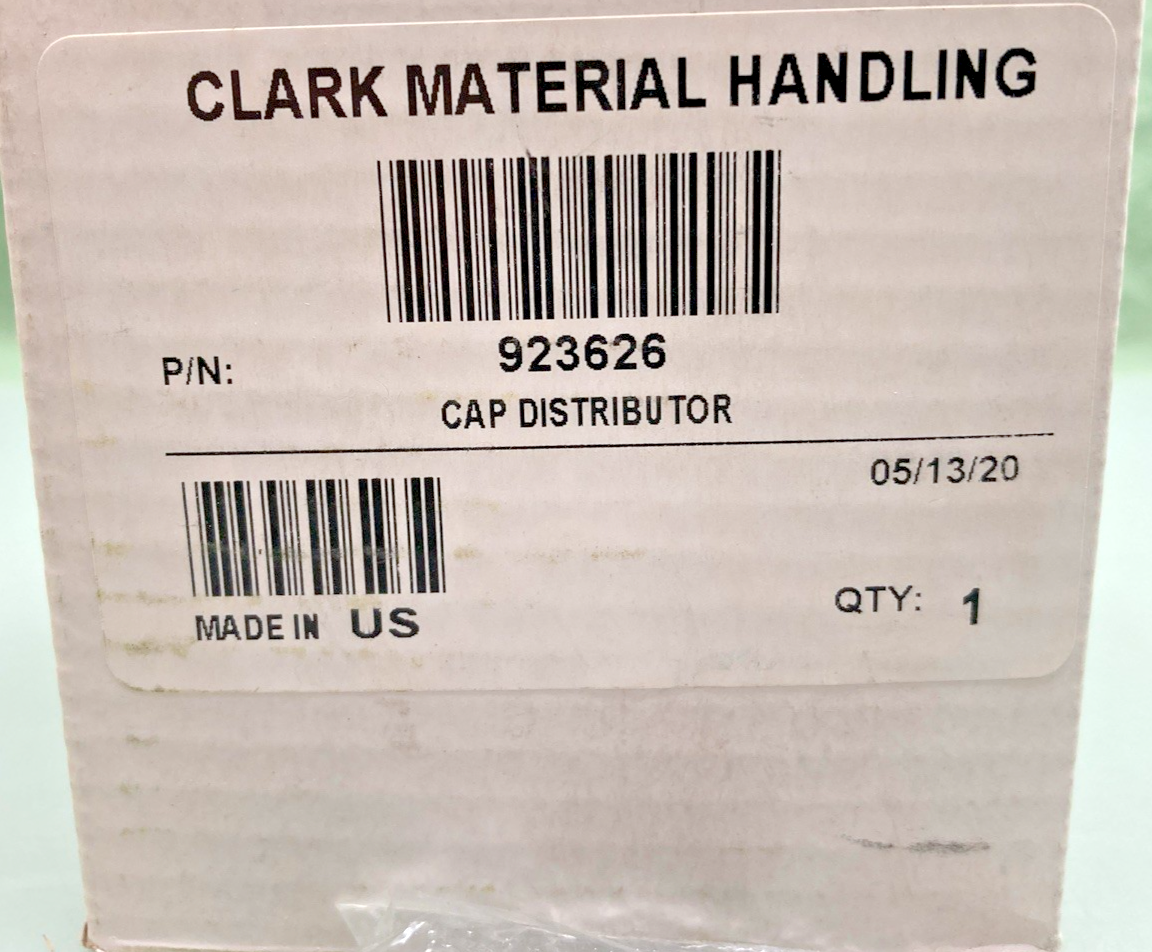 CLARK MATERIAL HANDLING
P/N: 923626
CAP DISTRIBUTOR
05/13/20
MADE IN US
QTY: 1